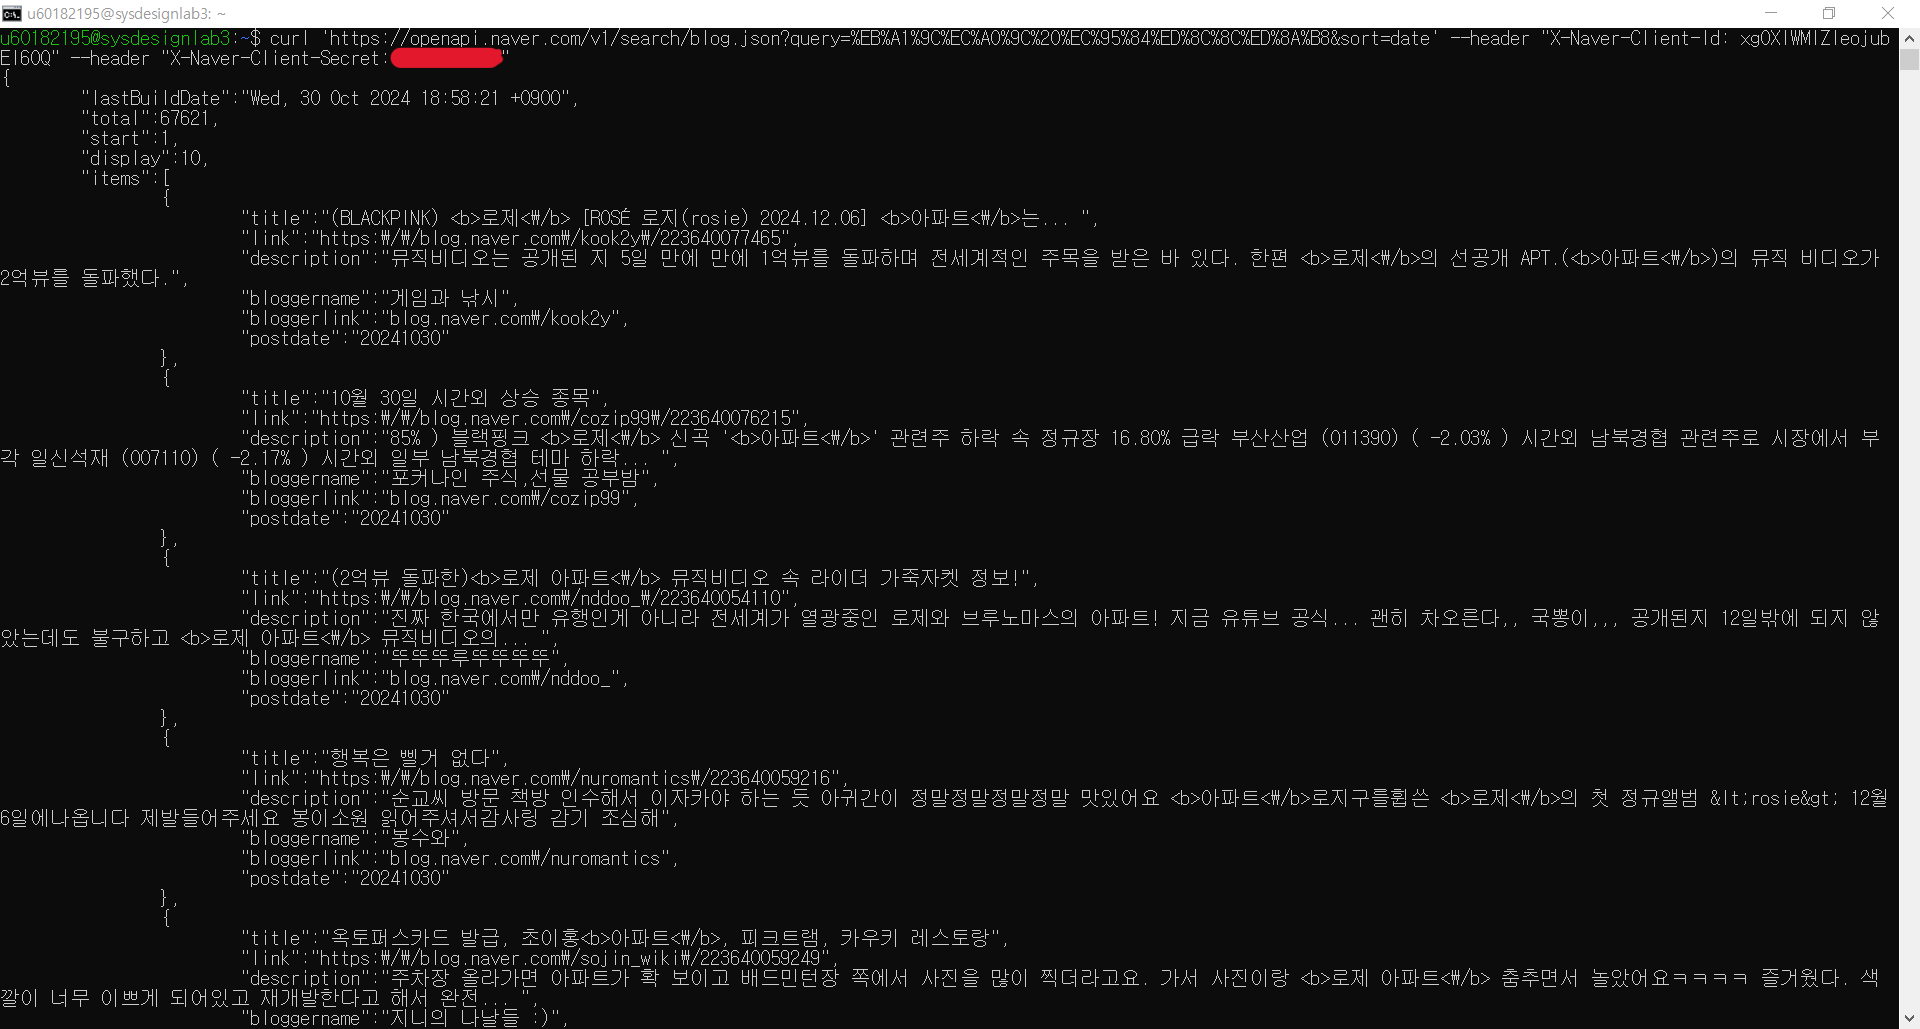 u60182195@sysdesignlab3: ~
u60182195@sysdesignlab3:~$ curl 'https://openapi.naver.com/v1/search/blog.json?query=%EB%A1%9C%EC%A0%9C%20%EC%95%84%ED%8C%8C%ED%8A%B8&sort=date' --header "X-Naver-Client-Id: xgOXlWMlZleojub
El6OQ" --header "X-Naver-Client-Secret: "
{
"lastBuildDate":"Wed, 30 Oct 2024 18:58:21 +0900",
"total":67621,
"start":1,
"display":10,
"items":[
{
"title":"(BLACKPINK) <b>로제<₩/b> [ROSÉ 로지(rosie) 2024.12.06] <b>아파트<₩/b>는... ",
"link":"https:₩/₩/blog.naver.com₩/kook2y₩/223640077465",
"description":"뮤직비디오는 공개된 지 5일 만에 만에 1억뷰를 돌파하며 전세계적인 주목을 받은 바 있다. 한편 <b>로제<₩/b>의 선공개 APT.(<b>아파트<₩/b>)의 뮤직 비디오가
2억뷰를 돌파했다.",
"bloggername":"게임과 낚시",
"bloggerlink":"blog.naver.com₩/kook2y",
"postdate":"20241030"
},
{
"title":"10월 30일 시간외 상승 종목",
"link":"https:₩/₩/blog.naver.com₩/cozip99₩/223640076215",
"description":"85% ) 블랙핑크 <b>로제<₩/b> 신곡 '<b>아파트<₩/b>' 관련주 하락 속 정규장 16.80% 급락 부산산업 (011390) ( -2.03% ) 시간외 남북경협 관련주로 시장에서 부
각 일신석재 (007110) ( -2.17% ) 시간외 일부 남북경협 테마 하락... ",
"bloggername":"포커나인 주식,선물 공부밤",
"bloggerlink":"blog.naver.com₩/cozip99",
"postdate":"20241030"
},
{
"title":"(2억뷰 돌파한)<b>로제 아파트<₩/b> 뮤직비디오 속 라이더 가죽자켓 정보!",
"link":"https:₩/₩/blog.naver.com₩/nddoo_₩/223640054110",
"description":"진짜 한국에서만 유행인게 아니라 전세계가 열광중인 로제와 브루노마스의 아파트! 지금 유튜브 공식... 괜히 차오른다,, 국뽕이,,, 공개된지 12일밖에 되지 않
았는데도 불구하고 <b>로제 아파트<₩/b> 뮤직비디오의... ",
"bloggername":"뚜뚜뚜루뚜뚜뚜뚜",
"bloggerlink":"blog.naver.com₩/nddoo_",
"postdate":"20241030"
},
{
"title":"행복은 삘거 없다",
"link":"https:₩/₩/blog.naver.com₩/nuromantics₩/223640059216",
"description":"순교씨 방문 책방 인수해서 이자카야 하는 듯 아귀간이 정말정말정말정말 맛있어요 <b>아파트<₩/b>로지구를휩쓴 <b>로제<₩/b>의 첫 정규앨범 &lt;rosie&gt; 12월
6일에나옵니다 제발들어주세요 봉이소원 읽어주셔서감사링 감기 조심해",
"bloggername":"봉수와",
"bloggerlink":"blog.naver.com₩/nuromantics",
"postdate":"20241030"
},
{
"title":"옥토퍼스카드 발급, 초이홍<b>아파트<₩/b>, 피크트램, 카우키 레스토랑",
"link":"https:₩/₩/blog.naver.com₩/sojin_wiki₩/223640059249",
"description":"주차장 올라가면 아파트가 확 보이고 배드민턴장 쪽에서 사진을 많이 찍더라고요. 가서 사진이랑 <b>로제 아파트<₩/b> 춤추면서 놀았어요ㅋㅋㅋㅋ 즐거웠다. 색
깔이 너무 이쁘게 되어있고 재개발한다고 해서 완전... ",
"bloggername":"지니의 나날들 :)",